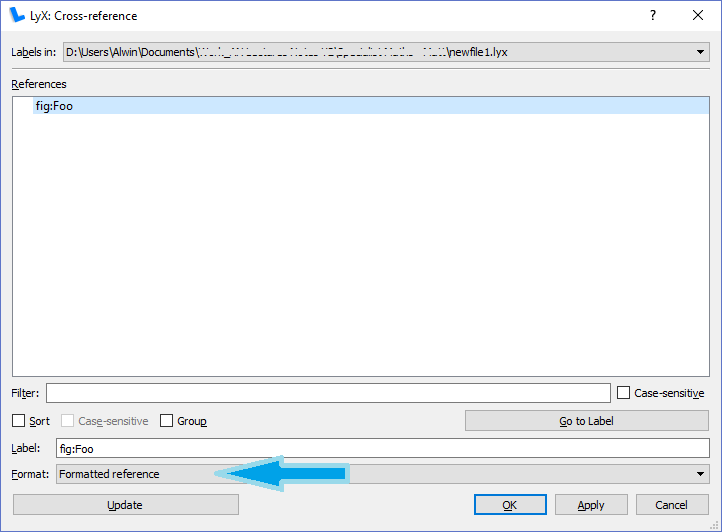 LyX: Cross-reference
?
Labels in: D:\Users\Alwin\Documents\ \newfile1.lyx
References
fig:Foo
Filter: Case-sensitive
Sort Case-sensitive Group Go to Label
Label: fig:Foo
Format: Formatted reference
Update OK Apply Cancel